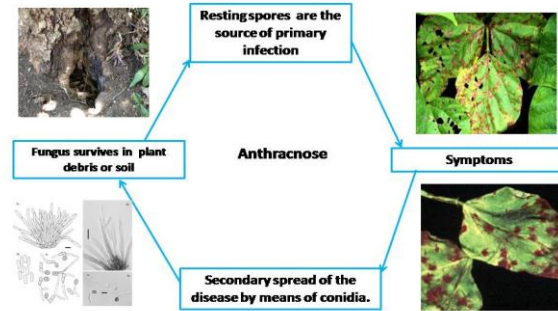 Resting spores are the
source of primary
infection
Fungus survives in plant
debris or soil
Anthracnose
Symptoms
Secondary spread of the
disease by means of conidia.